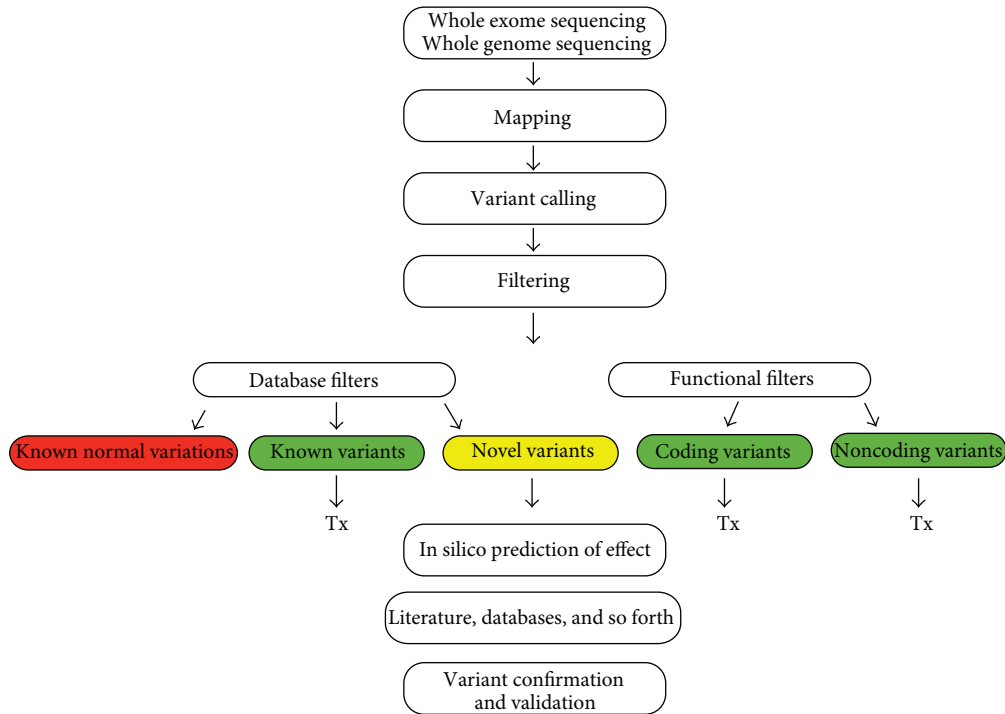 Whole exome sequencing
Whole genome sequencing
Mapping
Variant calling
Filtering
Database filters
Functional filters
Known normal variations
Known variants
Novel variants
Coding variants
Noncoding variants
Tx
Tx
Tx
In silico prediction of effect
Literature, databases, and so forth
Variant confirmation
and validation